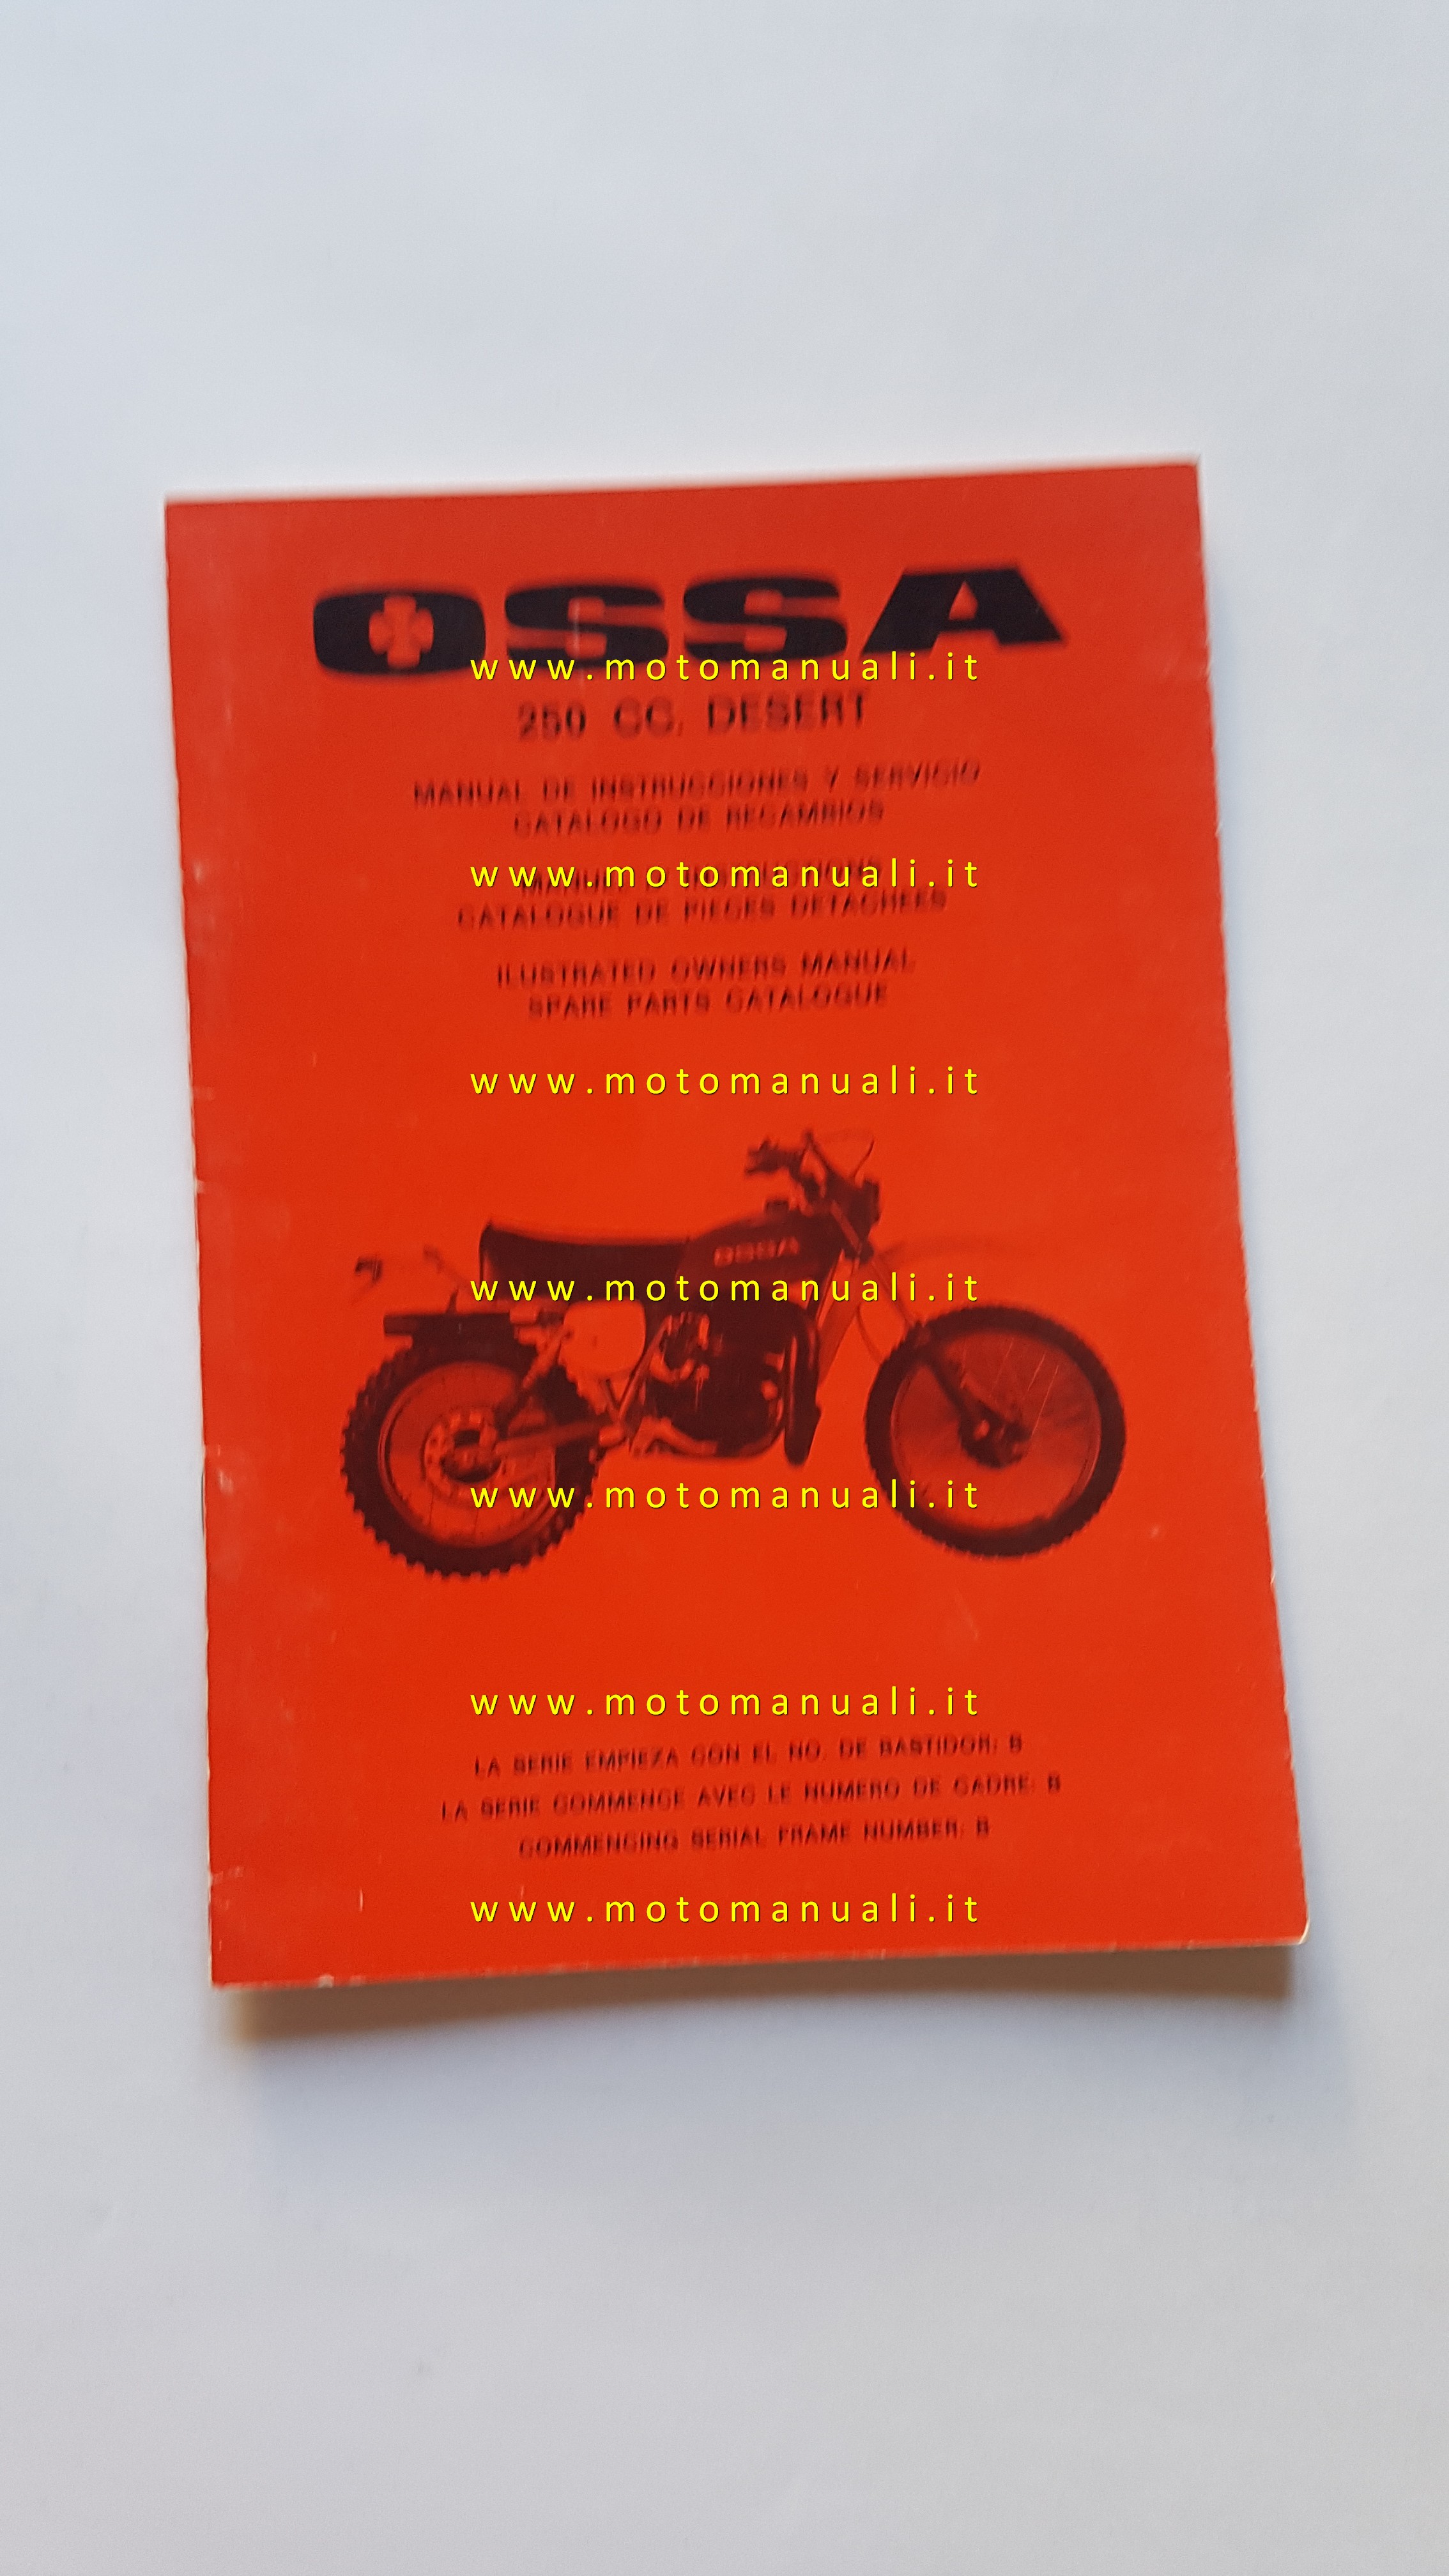 OSSA
www.motomanuali.it
250 CC. DESERT
MANUAL DE INSTRUCCIONES Y SERVICIO
CATALOGO DE RECAMBIOS
www.motomanuali.it
MANUEL
CATALOGUE DE PIECES DETACHEES
ILUSTRATED OWNERS MANUAL
SPARE PARTS CATALOGUE
www.motomanuali.it
OSSA
www.motomanuali.it
www.motomanuali.it
www.motomanuali.it
LA SERIE EMPIEZA CON EL NO. DE BASTIDOR: B
LA SERIE COMMENCE AVEC LE NUMERO DE CADRE: B
COMMENCING SERIAL FRAME NUMBER: B
www.motomanuali.it